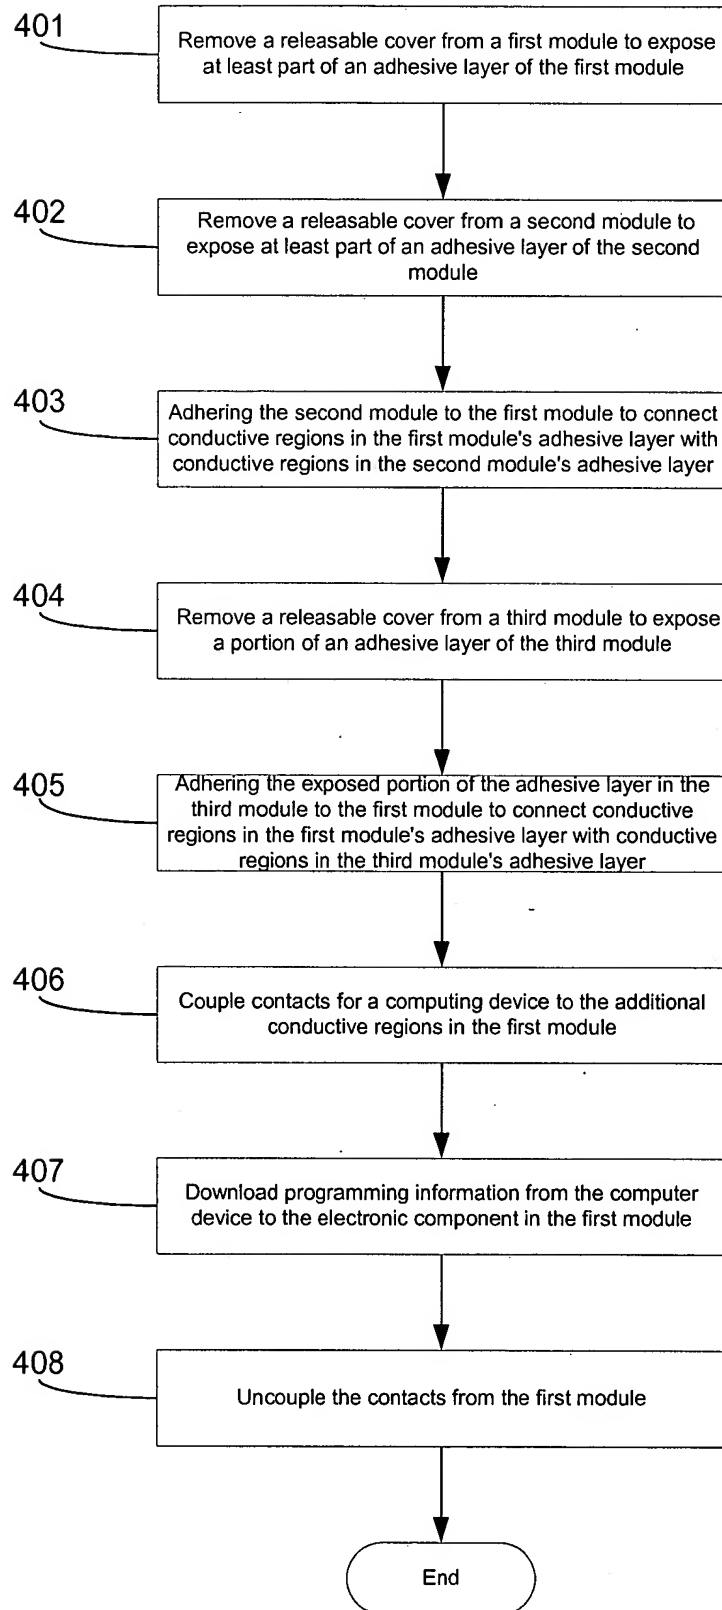 401
Remove a releasable cover from a first module to expose
at least part of an adhesive layer of the first module
402
Remove a releasable cover from a second module to
expose at least part of an adhesive layer of the second
module
403
Adhering the second module to the first module to connect
conductive regions in the first module's adhesive layer with
conductive regions in the second module's adhesive layer
404
Remove a releasable cover from a third module to expose
a portion of an adhesive layer of the third module
405
Adhering the exposed portion of the adhesive layer in the
third module to the first module to connect conductive
regions in the first module's adhesive layer with conductive
regions in the third module's adhesive layer
406
Couple contacts for a computing device to the additional
conductive regions in the first module
407
Download programming information from the computer
device to the electronic component in the first module
408
Uncouple the contacts from the first module
End